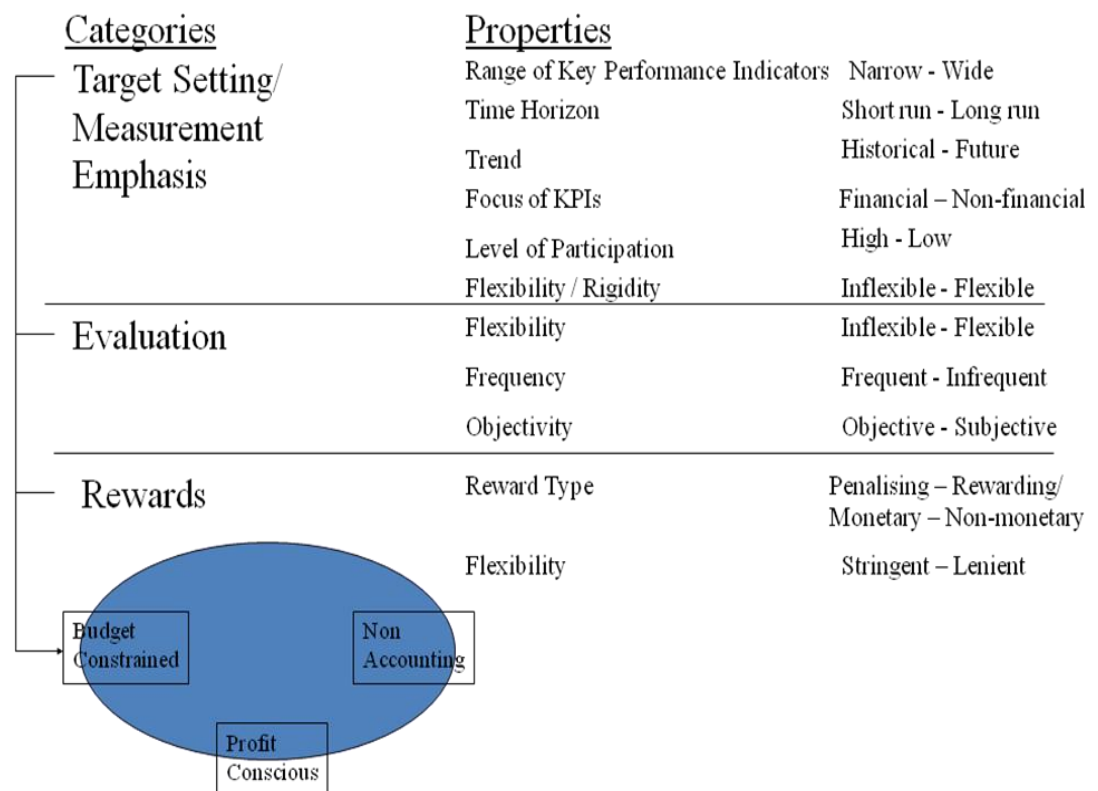 Categories Properties
Target Setting/
Measurement
Emphasis
Range of Key Performance Indicators Narrow - Wide
Time Horizon Short run - Long run
Trend Historical - Future
Focus of KPIs Financial – Non-financial
Level of Participation High - Low
Flexibility / Rigidity Inflexible - Flexible
Evaluation
Flexibility Inflexible - Flexible
Frequency Frequent - Infrequent
Objectivity Objective - Subjective
Rewards
Reward Type Penalising – Rewarding/
Monetary – Non-monetary
Flexibility Stringent – Lenient
Budget
Constrained
Non
Accounting
Profit
Conscious